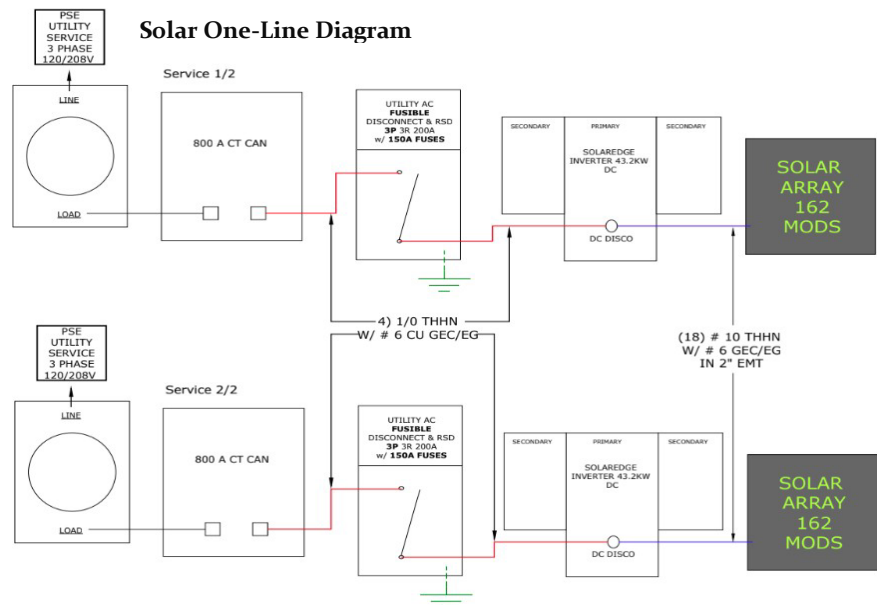 Solar One-Line Diagram
PSE
UTILITY
SERVICE
3 PHASE
120/208V
LINE
LOAD
Service 1/2
800 A CT CAN
UTILITY AC
FUSIBLE
DISCONNECT & RSD
3P 3R 200A
w/ 150A FUSES
SECONDARY
PRIMARY
SECONDARY
SOLAREDGE
INVERTER 43.2KW
DC
DC DISCO
SOLAR
ARRAY
162
MODS
4) 1/0 THHN
W/ # 6 CU GEC/EG
(18) # 10 THHN
W/ # 6 GEC/EG
IN 2" EMT
PSE
UTILITY
SERVICE
3 PHASE
120/208V
LINE
LOAD
Service 2/2
800 A CT CAN
UTILITY AC
FUSIBLE
DISCONNECT & RSD
3P 3R 200A
w/ 150A FUSES
SECONDARY
PRIMARY
SECONDARY
SOLAREDGE
INVERTER 43.2KW
DC
DC DISCO
SOLAR
ARRAY
162
MODS